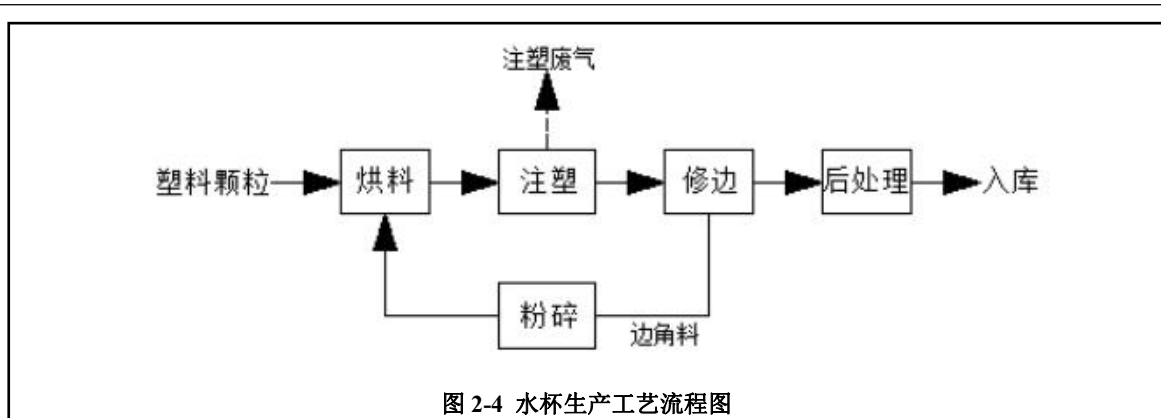 注塑废气
塑料颗粒 烘料 注塑 修边 后处理 入库
粉碎 边角料
图 2-4 水杯生产工艺流程图